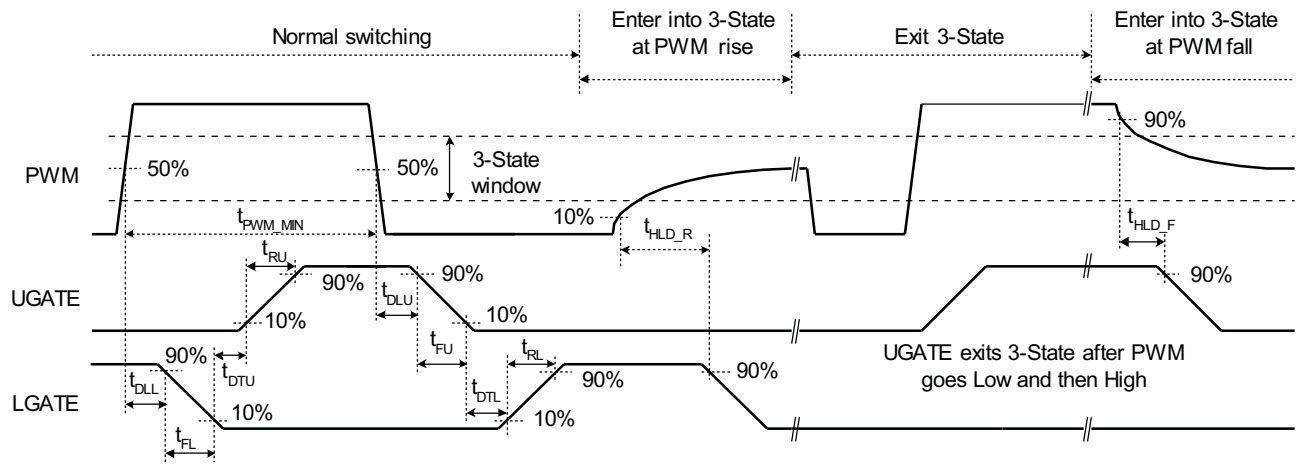 Normal switching
Enter into 3-State
at PWM rise
Exit 3-State
Enter into 3-State
at PWM fall
PWM
50%
50%
3-State
window
10%
90%
tPWM_MIN
tHLD_R
tHLD_F
UGATE
tRU
90%
10%
tDLU
90%
10%
tFU
90%
LGATE
90%
tDTU
tDLL
10%
tFL
tRL
tDTL
90%
10%
90%
UGATE exits 3-State after PWM
goes Low and then High